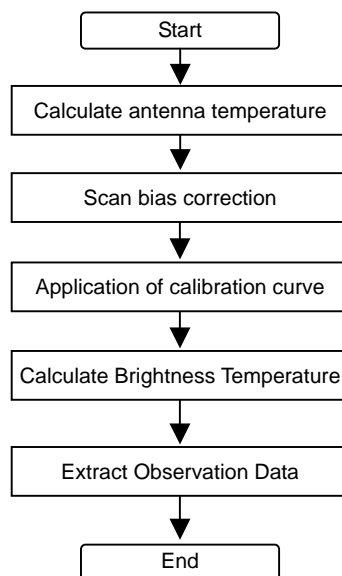 Start
Calculate antenna temperature
Scan bias correction
Application of calibration curve
Calculate Brightness Temperature
Extract Observation Data
End